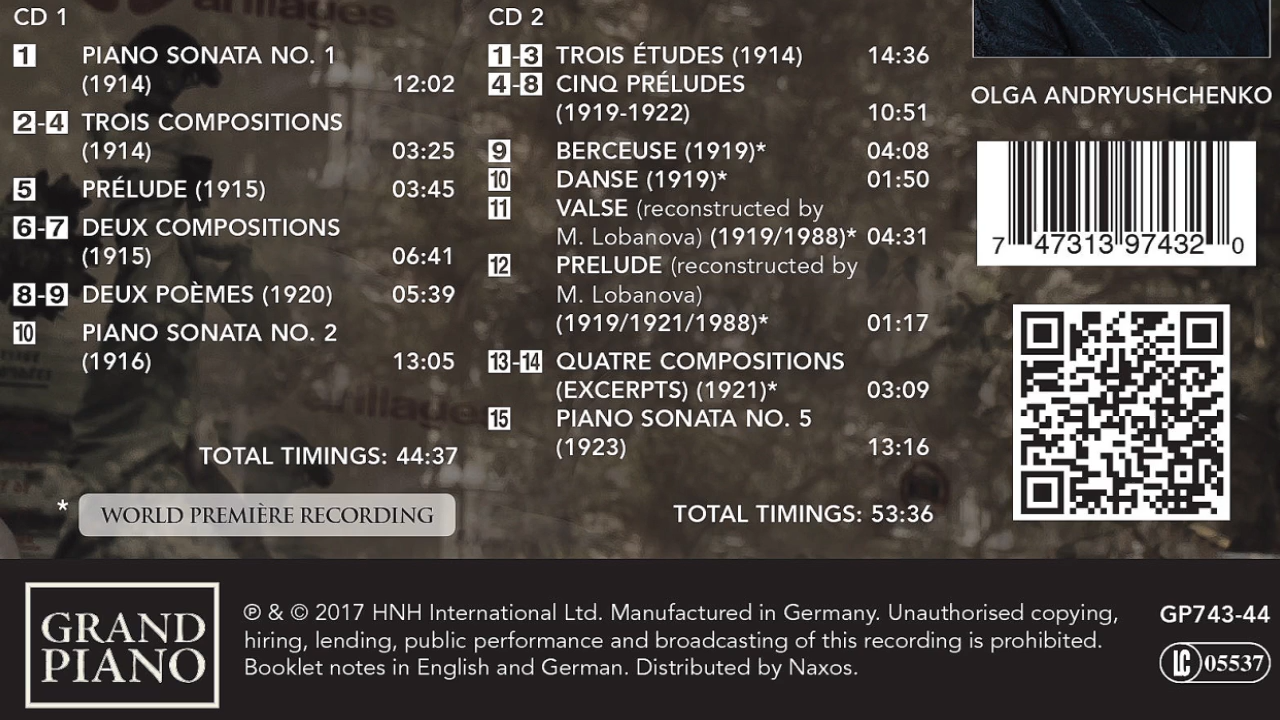 CD 1
1 PIANO SONATA NO. 1
(1914) 12:02
2-4 TROIS COMPOSITIONS
(1914) 03:25
5 PRÉLUDE (1915) 03:45
6-7 DEUX COMPOSITIONS
(1915) 06:41
8-9 DEUX POÈMES (1920) 05:39
10 PIANO SONATA NO. 2
(1916) 13:05
TOTAL TIMINGS: 44:37
* WORLD PREMIÈRE RECORDING
CD 2
1-3 TROIS ÉTUDES (1914) 14:36
4-8 CINQ PRÉLUDES
(1919-1922) 10:51
9 BERCEUSE (1919)* 04:08
10 DANSE (1919)* 01:50
11 VALSE (reconstructed by
M. Lobanova) (1919/1988)* 04:31
12 PRELUDE (reconstructed by
M. Lobanova)
(1919/1921/1988)* 01:17
13-14 QUATRE COMPOSITIONS
(EXCERPTS) (1921)* 03:09
15 PIANO SONATA NO. 5
(1923) 13:16
TOTAL TIMINGS: 53:36
OLGA ANDRYUSHCHENKO
7 47313 97432 0
GRAND
PIANO
℗ & © 2017 HNH International Ltd. Manufactured in Germany. Unauthorised copying,
hiring, lending, public performance and broadcasting of this recording is prohibited.
Booklet notes in English and German. Distributed by Naxos.
GP743-44
LC 05537